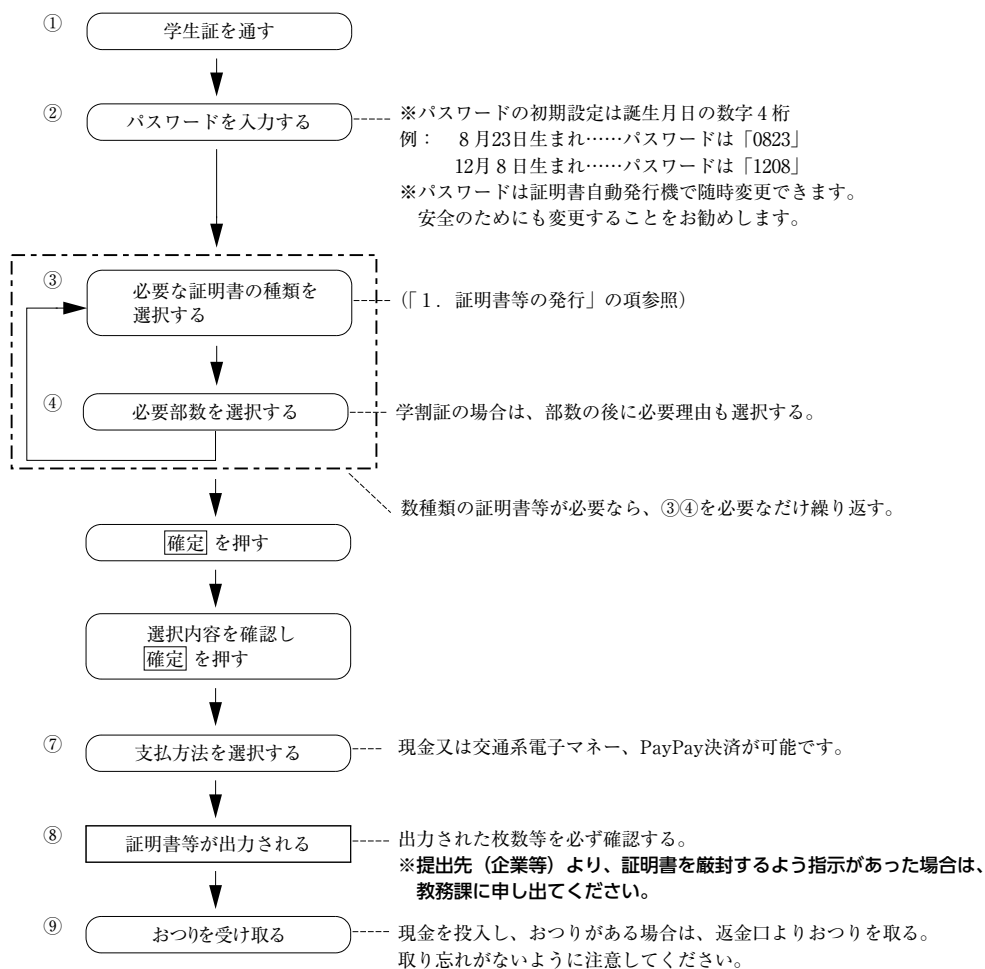 ① 学生証を通す
② パスワードを入力する
※パスワードの初期設定は誕生月日の数字4桁
例： 8月23日生まれ……パスワードは「0823」
12月8日生まれ……パスワードは「1208」
※パスワードは証明書自動発行機で随時変更できます。
安全のためにも変更することをお勧めします。
③ 必要な証明書の種類を
選択する
（「1．証明書等の発行」の項参照）
④ 必要部数を選択する
学割証の場合は、部数の後に必要理由も選択する。
数種類の証明書等が必要なら、③④を必要なだけ繰り返す。
確定 を押す
選択内容を確認し
確定 を押す
⑦ 支払方法を選択する
現金又は交通系電子マネー、PayPay決済が可能です。
⑧ 証明書等が出力される
出力された枚数等を必ず確認する。
※提出先（企業等）より、証明書を厳封するよう指示があった場合は、
教務課に申し出てください。
⑨ おつりを受け取る
現金を投入し、おつりがある場合は、返金口よりおつりを取る。
取り忘れがないように注意してください。